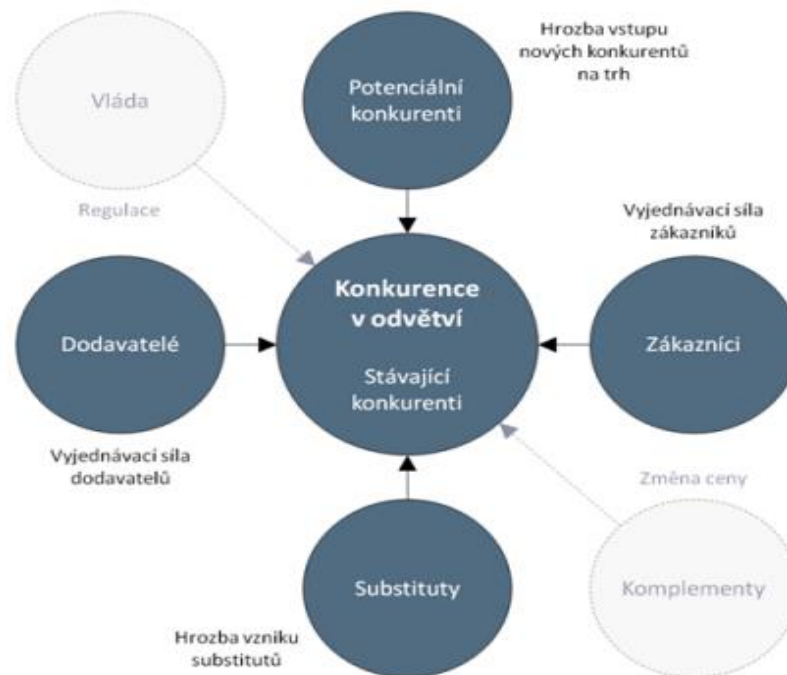 Hrozba vstupu
nových konkurentů
na trh
Potenciální
konkurenti
Vláda
Regulace
Vyjednávací síla
zákazníků
Konkurence
v odvětví
Stávající
konkurenti
Dodavatelé
Zákazníci
Vyjednávací síla
dodavatelů
Změna ceny
Substituty
Komplementy
Hrozba vzniku
substitutů